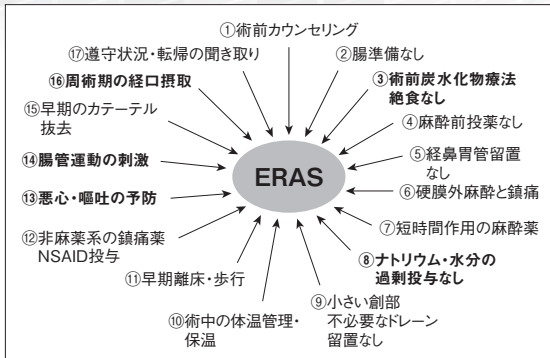 ①術前カウンセリング
②腸準備なし
③術前炭水化物療法
絶食なし
④麻酔前投薬なし
⑤経鼻胃管留置
なし
⑥硬膜外麻酔と鎮痛
⑦短時間作用の麻酔薬
⑧ナトリウム・水分の
過剰投与なし
⑨小さい創部
不必要なドレーン
留置なし
⑩術中の体温管理・
保温
⑪早期離床・歩行
⑫非麻薬系の鎮痛薬
NSAID投与
⑬悪心・嘔吐の予防
⑭腸管運動の刺激
⑮早期のカテーテル
抜去
⑯周術期の経口摂取
⑰遵守状況・転帰の聞き取り
ERAS